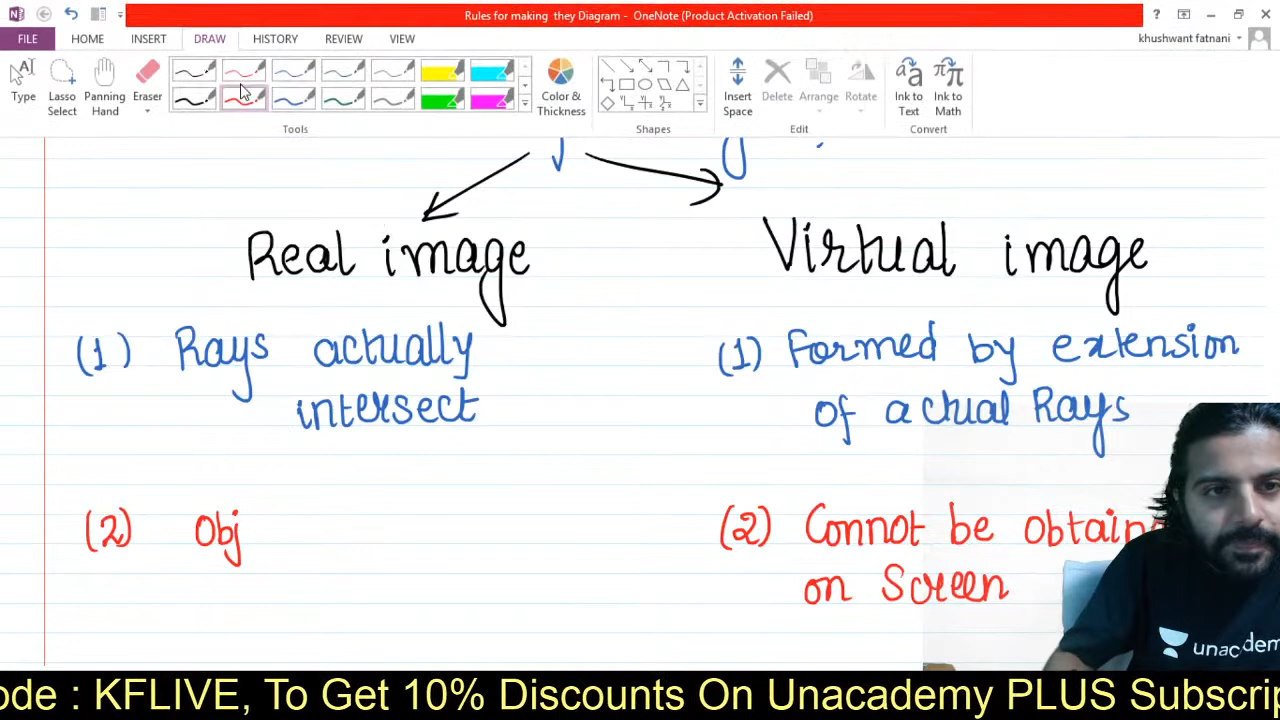 Rules for making they Diagram - OneNote (Product Activation Failed)
FILE HOME INSERT DRAW HISTORY REVIEW VIEW
khushwant fatnani
Type
Lasso Select
Panning Hand
Eraser
Color & Thickness
Insert Space
Delete
Arrange
Rotate
Ink to Text
Ink to Math
Tools
Shapes
Edit
Convert
Real image
Virtual image
(1) Rays actually
intersect
(1) Formed by extension
of actual Rays
(2) Obj
(2) Connot be obtain
on Screen
unacademy
ode : KFLIVE, To Get 10% Discounts On Unacademy PLUS Subscrip